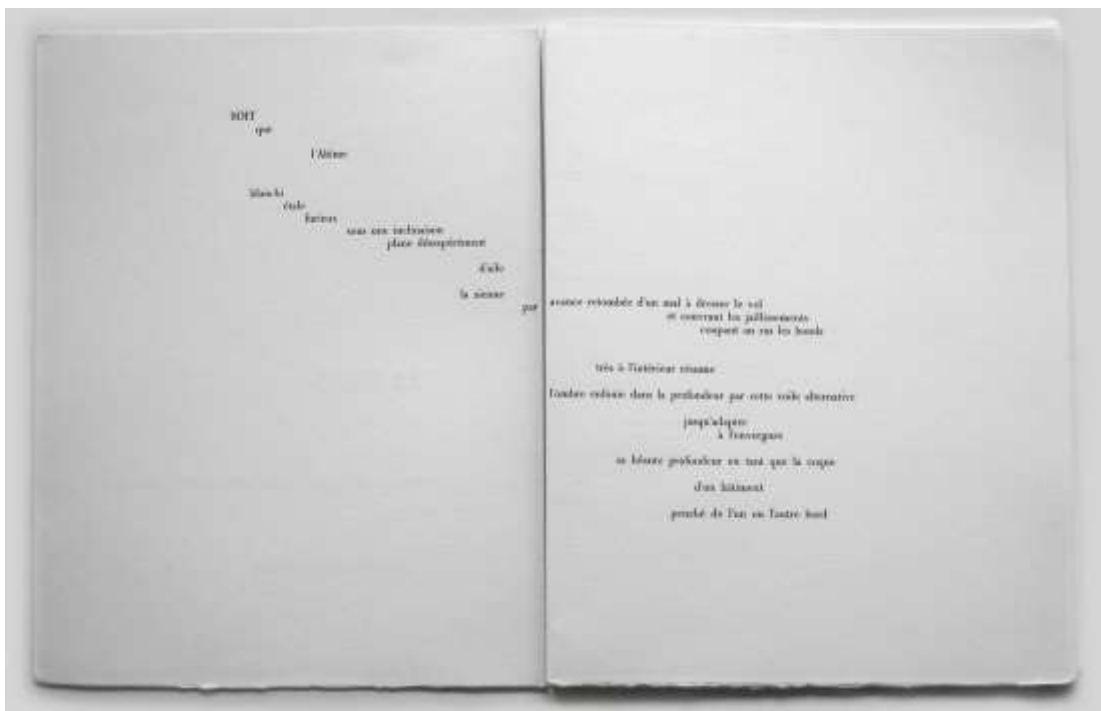 SOIT
que
l'Abîme
blanchi
étale
furieux
sous une inclinaison
plane désespérément
d'aile
la sienne
par avance retombée d'un mal à dresser le vol
et couvrant les jaillissements
coupant au ras les bonds
très à l'intérieur résume
l'ombre enfouie dans la profondeur par cette voile alternative
jusqu'adapter
à l'envergure
sa béante profondeur en tant que la coque
d'un bâtiment
penché de l'un ou l'autre bord